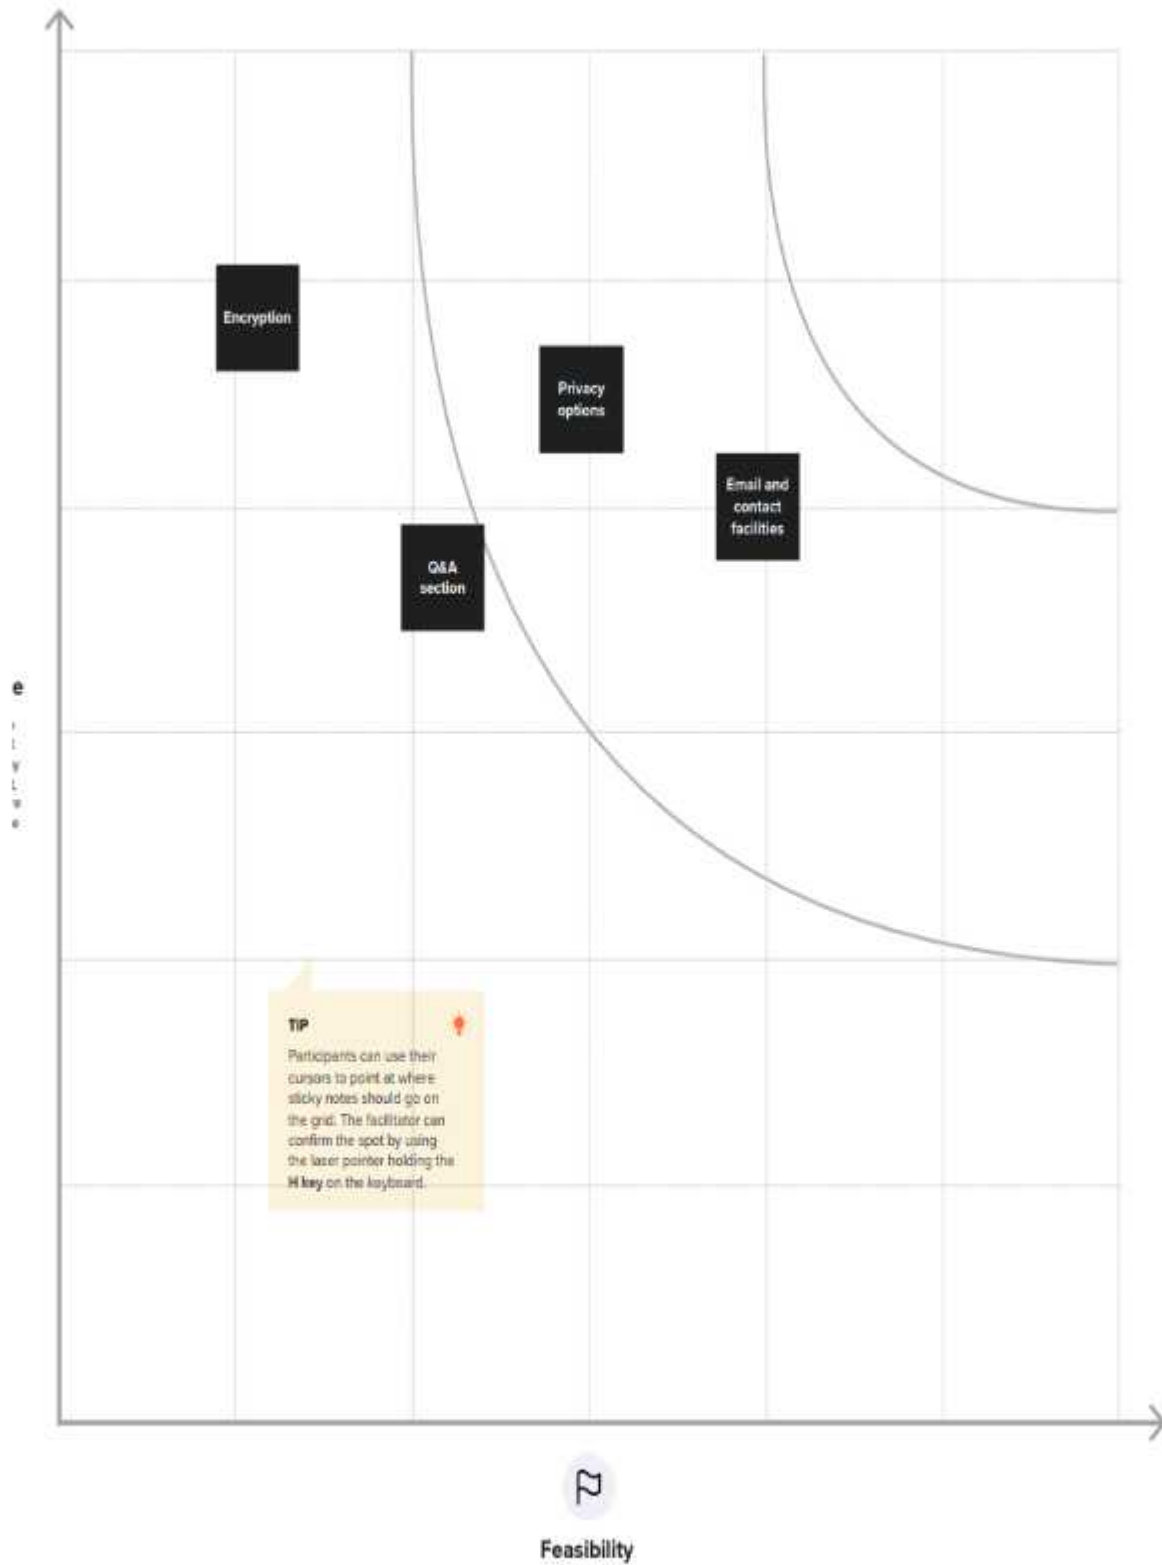 Encryption
Privacy
options
Email and
contact
facilities
Q&A
section
e
TIP
Participants can use their
cursors to point at where
sticky notes should go on
the grid. The facilitator can
confirm the spot by using
the laser pointer holding the
H key on the keyboard.
Feasibility